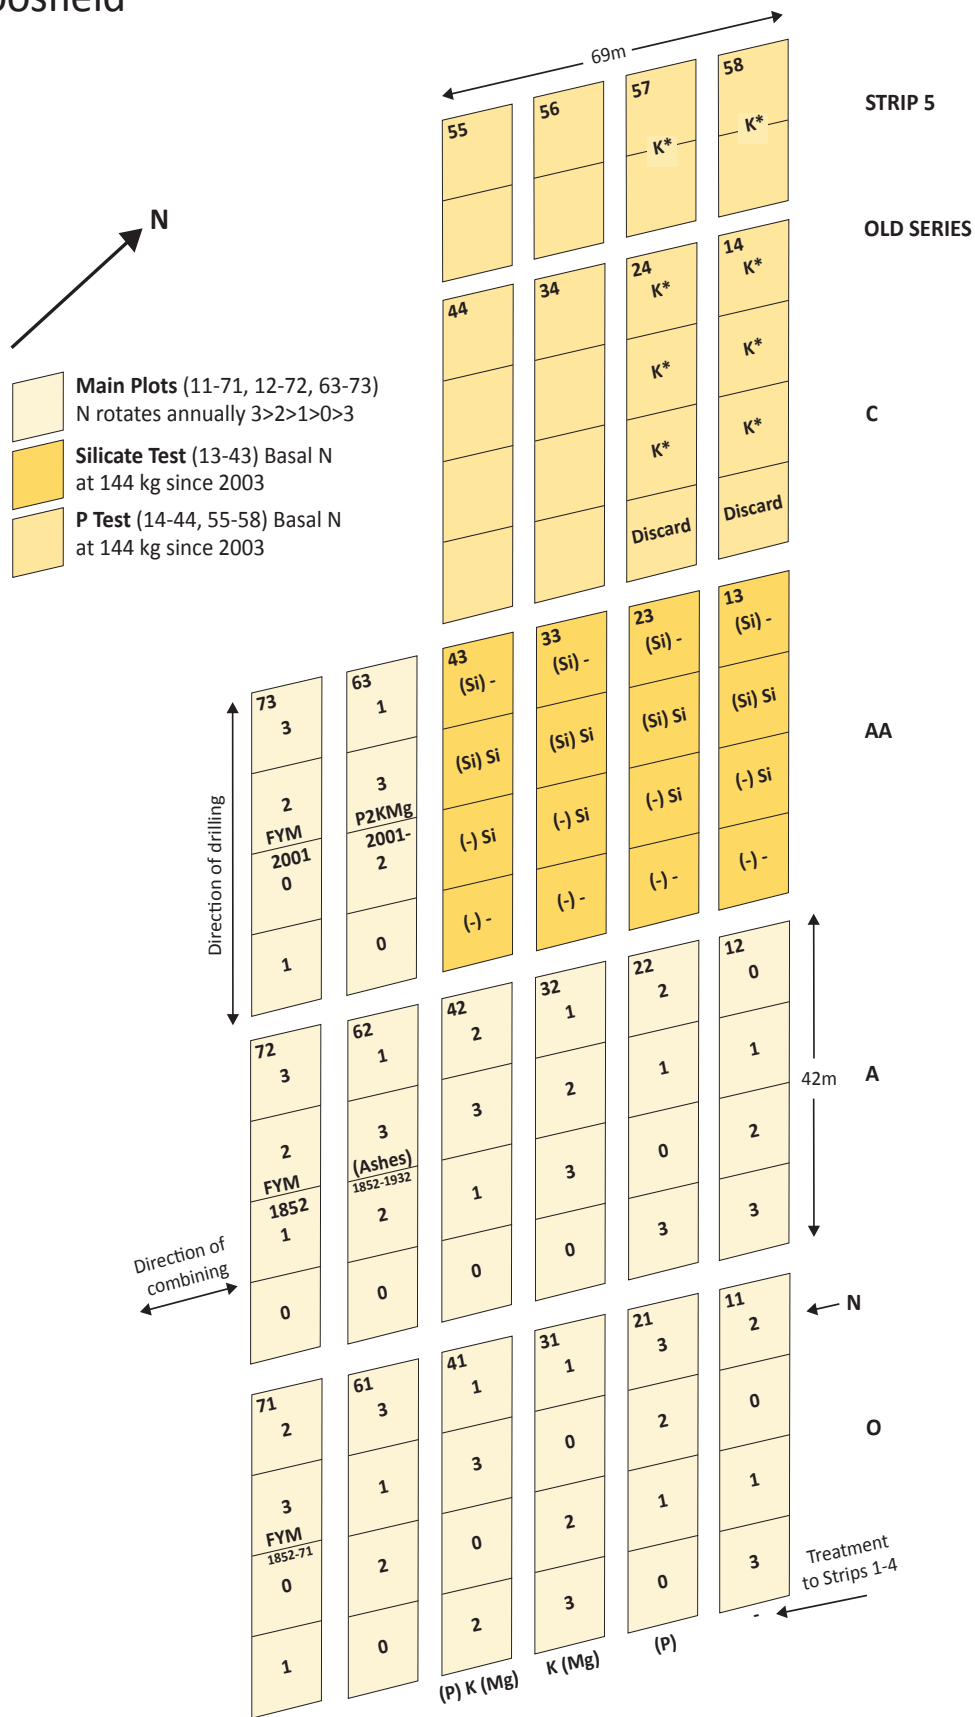 69m
55
56
57
58
K*
K*
STRIP 5
N
OLD SERIES
44
34
24
K*
14
K*
K*
K*
K*
K*
Discard
Discard
C
Main Plots (11-71, 12-72, 63-73)
N rotates annually 3>2>1>0>3
Silicate Test (13-43) Basal N
at 144 kg since 2003
P Test (14-44, 55-58) Basal N
at 144 kg since 2003
Direction of drilling
73
3
2
FYM
2001
0
1
63
1
3
P2KMg
2001-
2
0
43
(Si) -
(Si) Si
(-) Si
(-) -
33
(Si) -
(Si) Si
(-) Si
(-) -
23
(Si) -
(Si) Si
(-) Si
(-) -
13
(Si) -
(Si) Si
(-) Si
(-) -
AA
72
3
2
FYM
1852
1
0
62
1
3
(Ashes)
1852-1932
2
0
42
2
3
1
0
32
1
2
3
0
22
2
1
0
3
12
0
1
2
3
42m
A
Direction of
combining
71
2
3
FYM
1852-71
0
1
61
3
1
2
0
41
1
3
0
2
31
1
0
2
3
21
3
2
1
0
11
2
0
1
3
N
O
Treatment
to Strips 1-4
(P) K (Mg)
K (Mg)
(P)
-